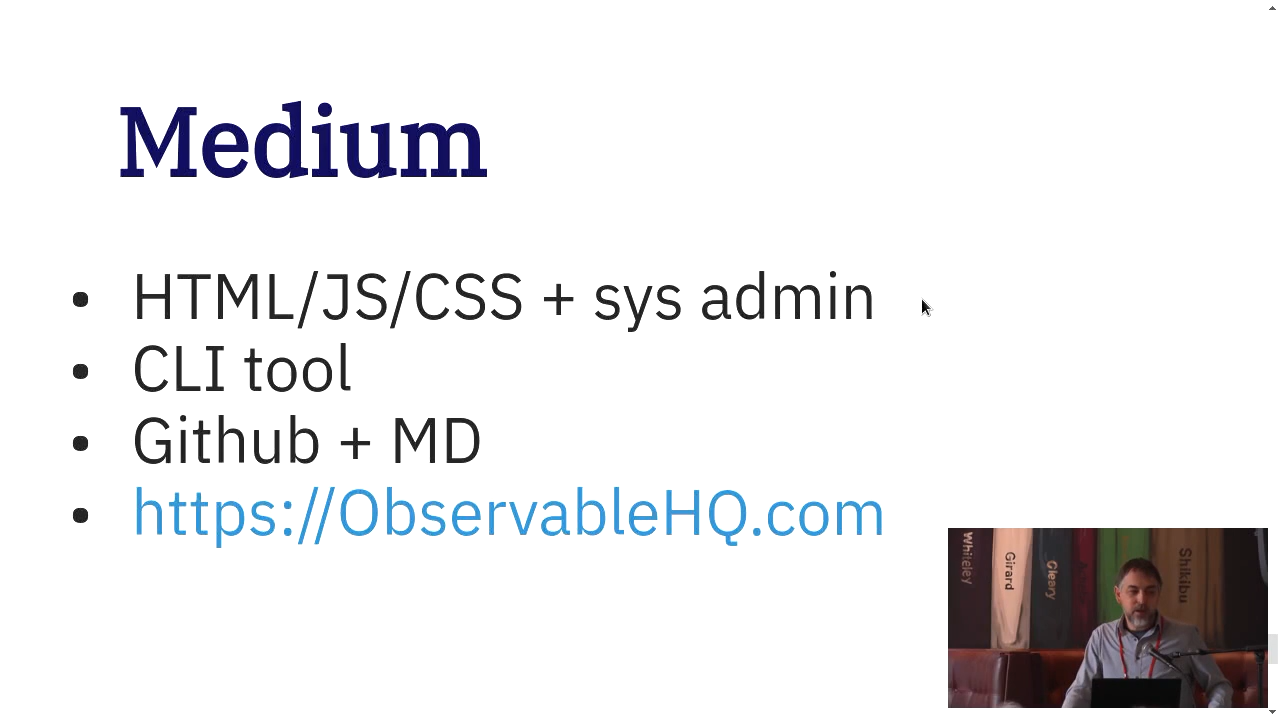 Medium
HTML/JS/CSS + sys admin
CLI tool
Github + MD
https://ObservableHQ.com
Whiteley
Girard
Cleary
Shikibu